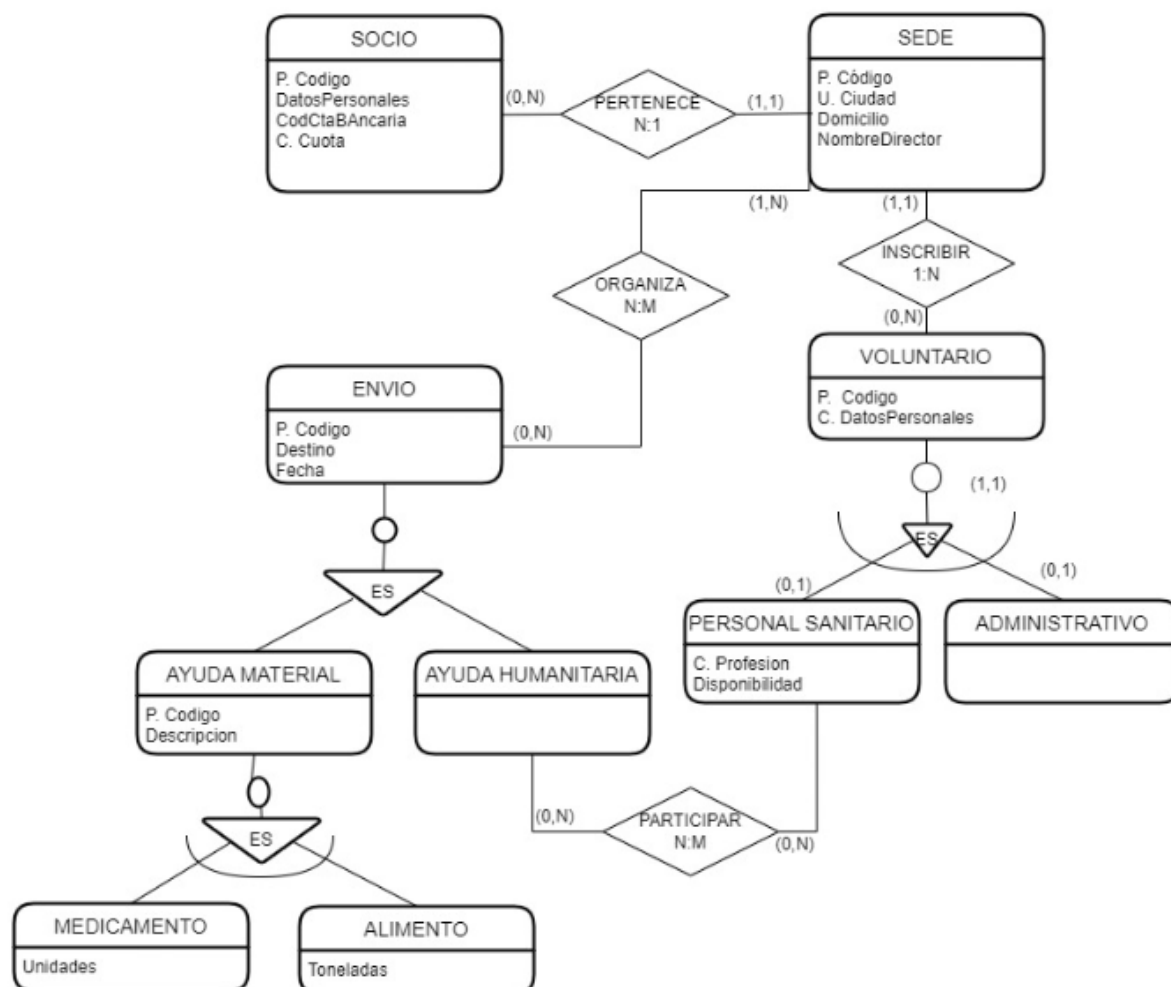 SOCIO
P. Codigo
DatosPersonales
CodCtaBAncaria
C. Cuota
(0,N)
PERTENECE
N:1
(1,1)
SEDE
P. Código
U. Ciudad
Domicilio
NombreDirector
(1,N)
(1,1)
ORGANIZA
N:M
INSCRIBIR
1:N
(0,N)
ENVIO
P. Codigo
Destino
Fecha
(0,N)
VOLUNTARIO
P. Codigo
C. DatosPersonales
(1,1)
ES
ES
(0,1)
(0,1)
AYUDA MATERIAL
P. Codigo
Descripcion
AYUDA HUMANITARIA
PERSONAL SANITARIO
C. Profesion
Disponibilidad
ADMINISTRATIVO
(0,N)
PARTICIPAR
N:M
(0,N)
ES
MEDICAMENTO
Unidades
ALIMENTO
Toneladas